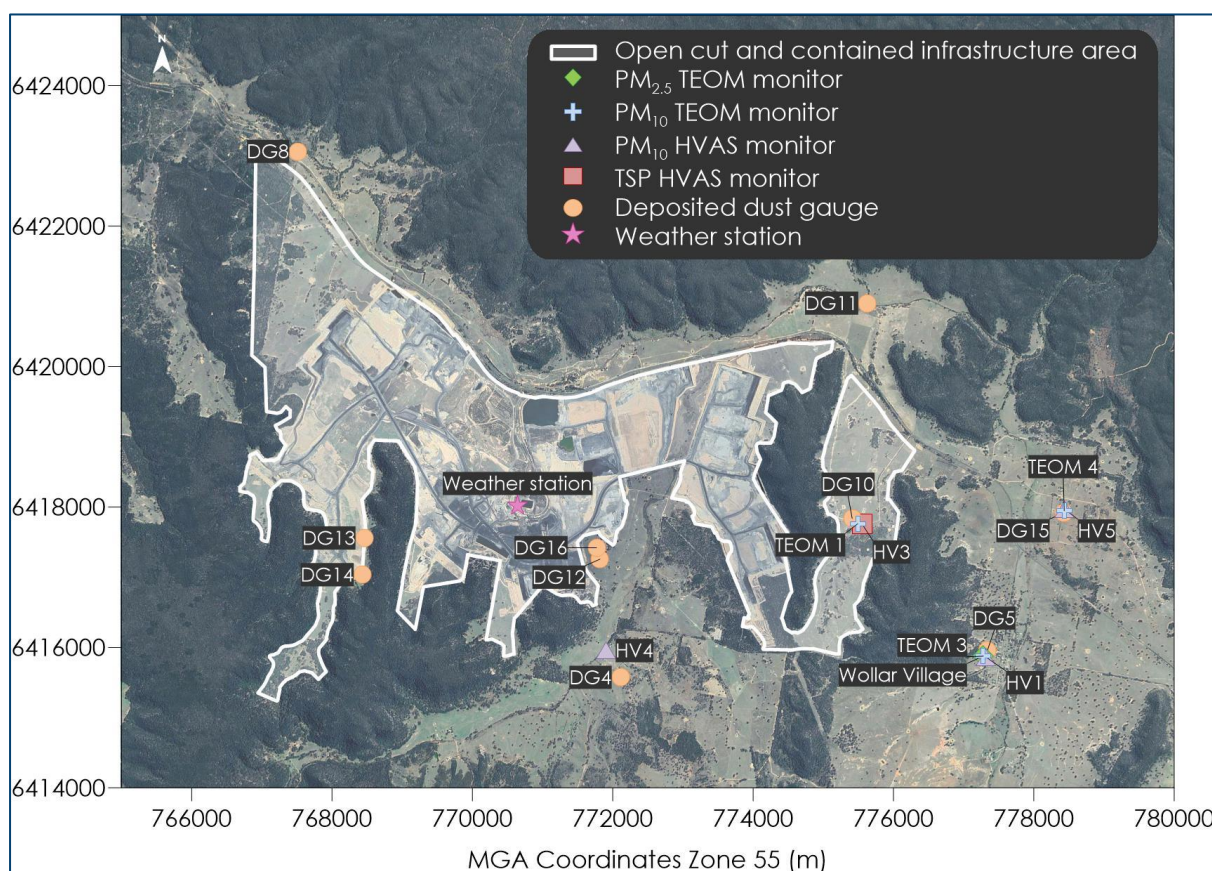 N
Open cut and contained infrastructure area
PM2.5 TEOM monitor
PM10 TEOM monitor
PM10 HVAS monitor
TSP HVAS monitor
Deposited dust gauge
Weather station
6424000
6422000
6420000
6418000
6416000
6414000
DG8
DG11
Weather station
DG10
TEOM 4
DG13
DG16
TEOM 1
HV3
DG15
HV5
DG14
DG12
DG5
HV4
TEOM 3
DG4
Wollar Village
HV1
766000
768000
770000
772000
774000
776000
778000
780000
MGA Coordinates Zone 55 (m)